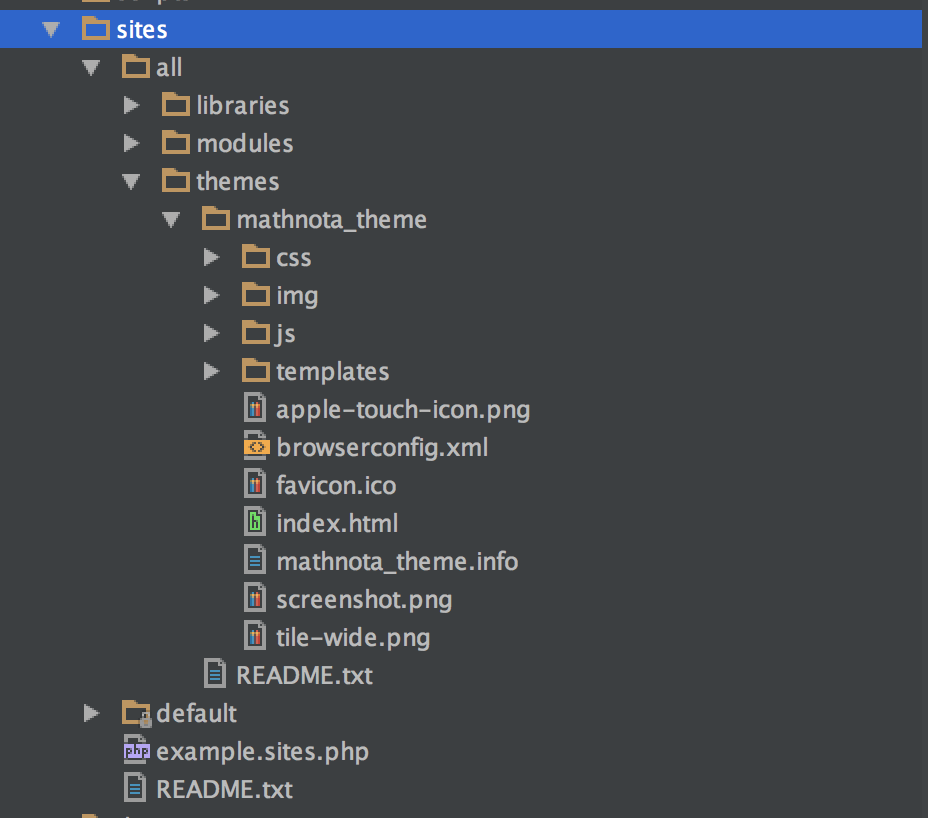 sites
all
libraries
modules
themes
mathnota_theme
css
img
js
templates
apple-touch-icon.png
browserconfig.xml
favicon.ico
index.html
mathnota_theme.info
screenshot.png
tile-wide.png
README.txt
default
example.sites.php
README.txt